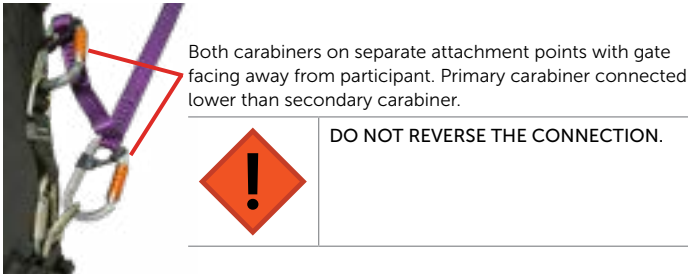 Both carabiners on separate attachment points with gate
facing away from participant. Primary carabiner connected
lower than secondary carabiner.
!
DO NOT REVERSE THE CONNECTION.